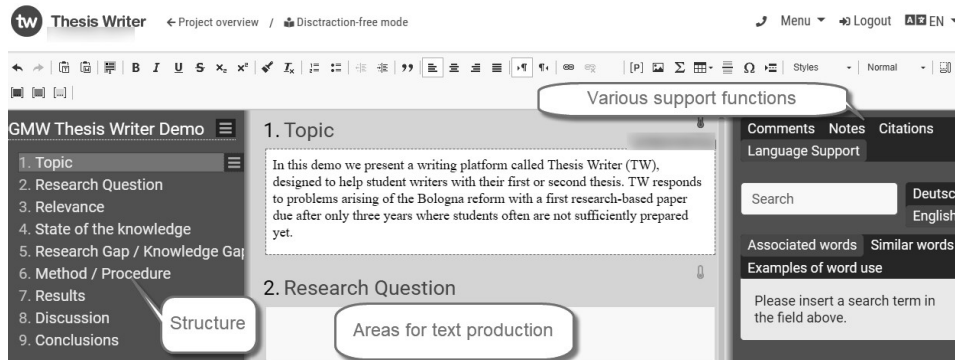 tw Thesis Writer ← Project overview / Disctraction-free mode Menu Logout EN
B I U S x₂ x² Iₓ [P] Σ Ω Styles Normal
Various support functions
GMW Thesis Writer Demo
1. Topic
2. Research Question
3. Relevance
4. State of the knowledge
5. Research Gap / Knowledge Gap
6. Method / Procedure
7. Results
8. Discussion
9. Conclusions
Structure
1. Topic
In this demo we present a writing platform called Thesis Writer (TW),
designed to help student writers with their first or second thesis. TW responds
to problems arising of the Bologna reform with a first research-based paper
due after only three years where students often are not sufficiently prepared
yet.
2. Research Question
Areas for text production
Comments Notes Citations
Language Support
Search
Deutsc
English
Associated words Similar words
Examples of word use
Please insert a search term in
the field above.